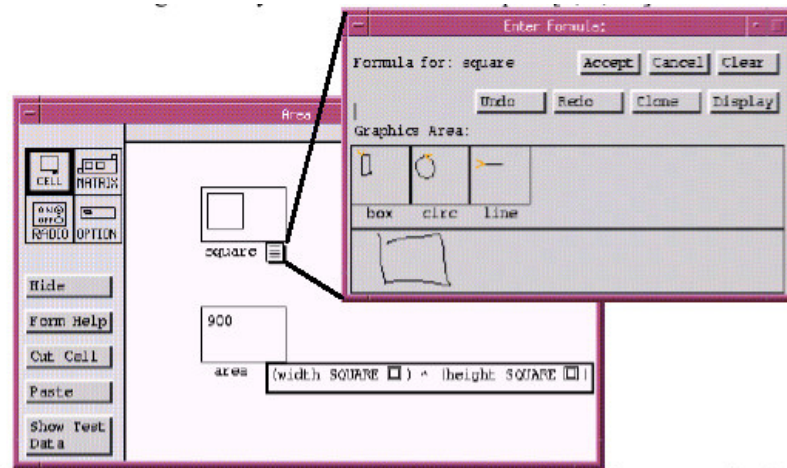 Enter Formula:
Formula for: square Accept Cancel Clear
Undo Redo Clone Display
Graphics Area:
box circ line
Area
CELL MATRIX
RADIO OPTION
square
Hide
Form Help
Cut Cell
Paste
Show Test
Data
900
area
(width SQUARE ) * (height SQUARE )